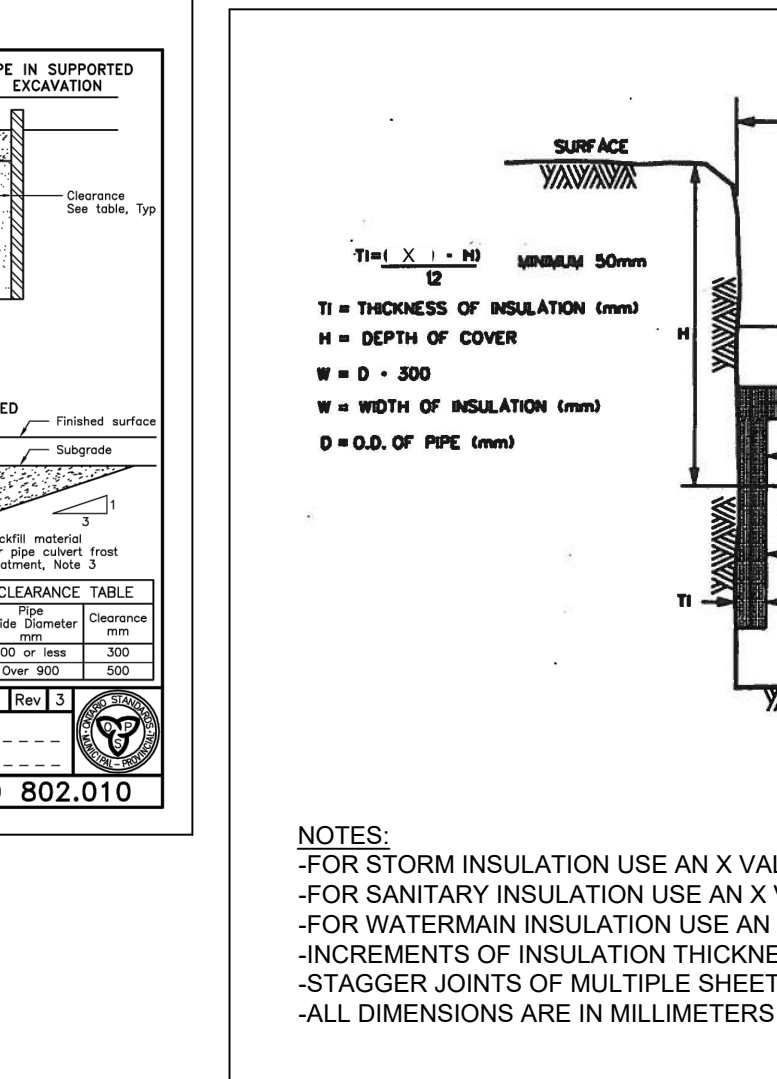 PE IN SUPPORTED
EXCAVATION
Clearance
See table, Typ
ED
Finished surface
Subgrade
1
3
ckfill material
r pipe culvert frost
atment, Note 3
CLEARANCE TABLE
Pipe
ide Diameter
mm
Clearance
mm
00 or less 300
Over 900 500
Rev 3
ONTARIO STANDARDS
MUNICIPAL - PROVINCIAL
O P S
802.010
SURFACE
TI=( X ) - H)
12
MINIMUM 50mm
TI = THICKNESS OF INSULATION (mm)
H = DEPTH OF COVER
W = D • 300
W = WIDTH OF INSULATION (mm)
D = O.D. OF PIPE (mm)
H
TI
NOTES:
-FOR STORM INSULATION USE AN X VAL
-FOR SANITARY INSULATION USE AN X V
-FOR WATERMAIN INSULATION USE AN
-INCREMENTS OF INSULATION THICKNE
-STAGGER JOINTS OF MULTIPLE SHEET
-ALL DIMENSIONS ARE IN MILLIMETERS